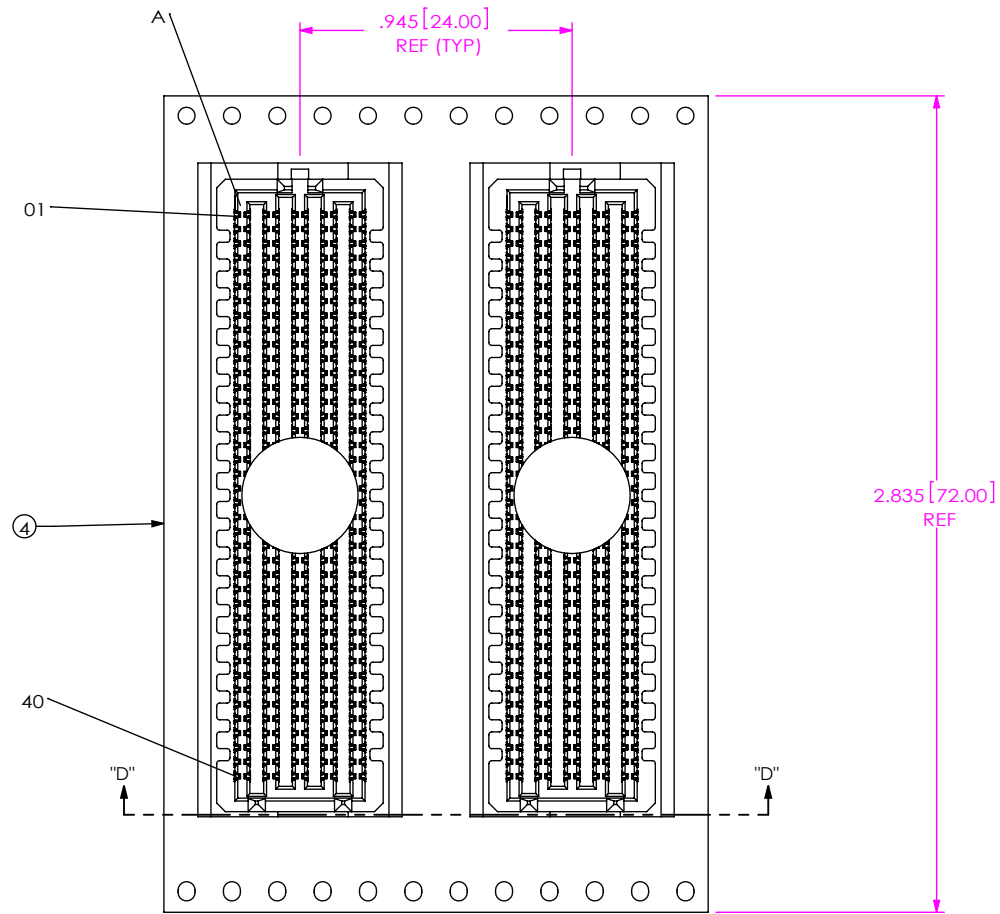 A
.945[24.00]
REF (TYP)
01
2.835[72.00]
REF
4
40
"D"
"D"